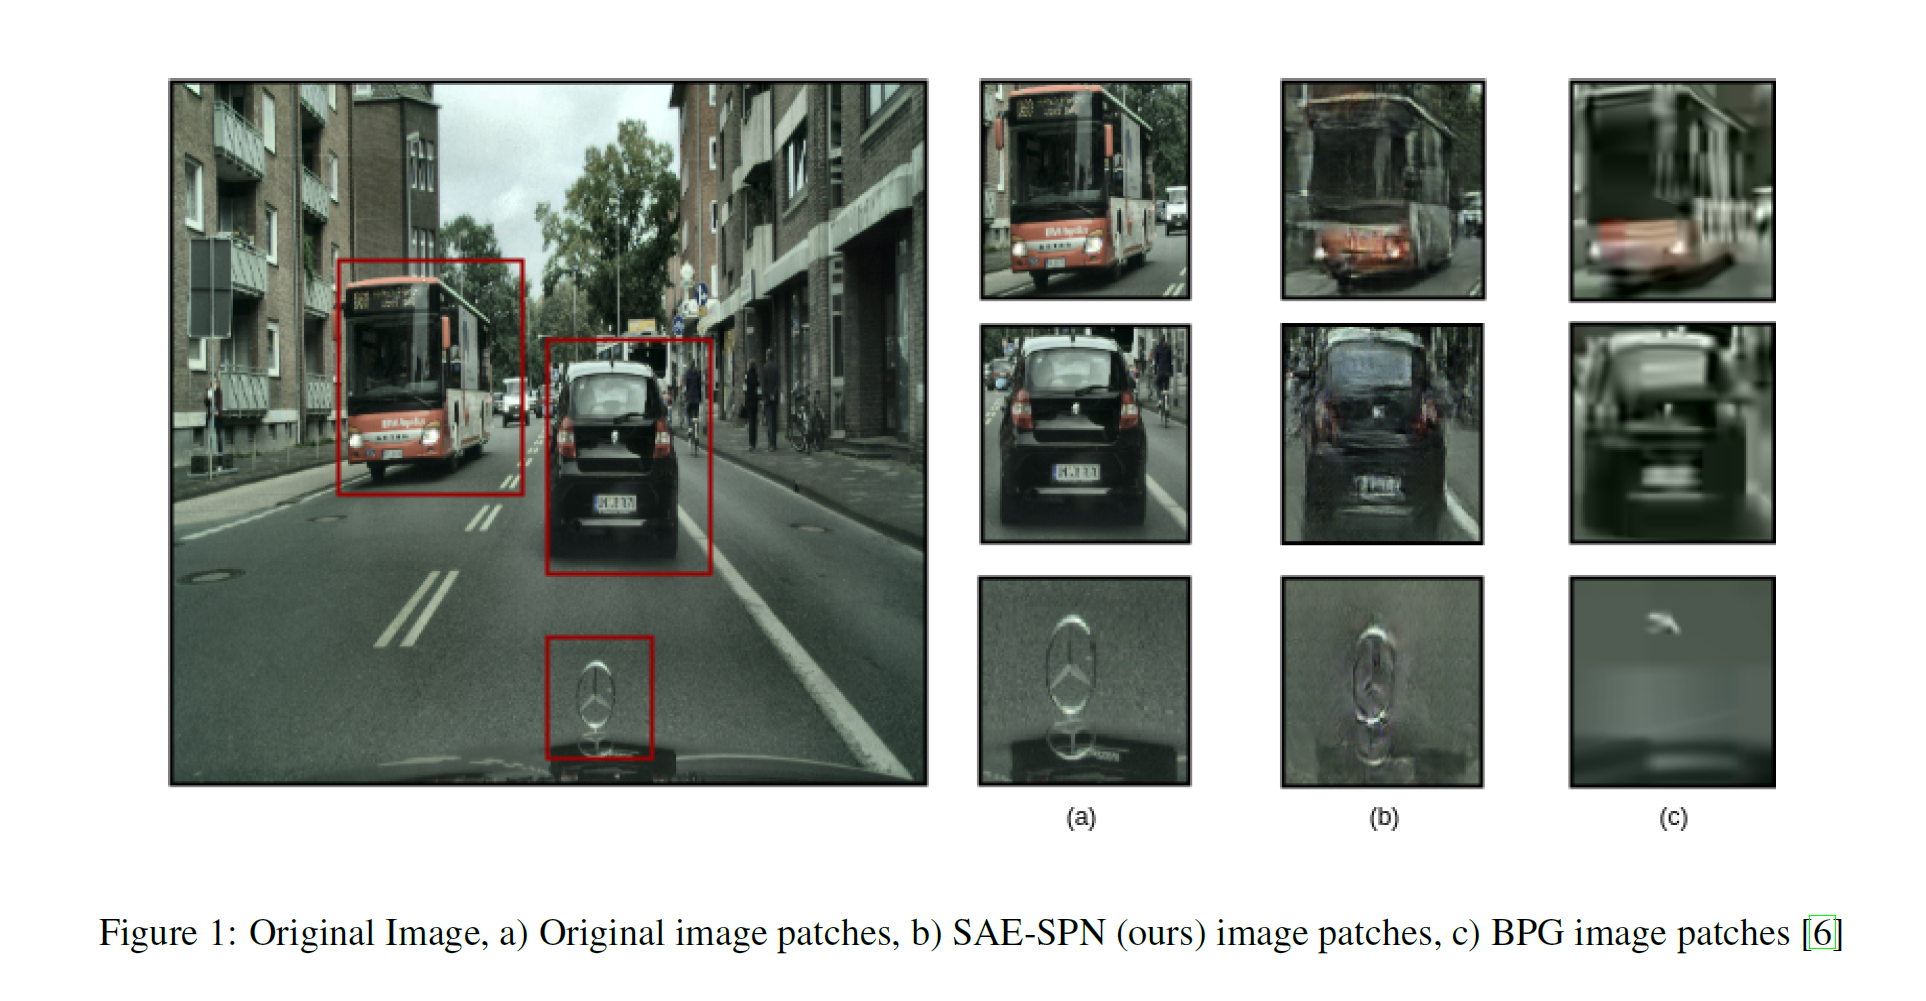 (a)
(b)
(c)
Figure 1: Original Image, a) Original image patches, b) SAE-SPN (ours) image patches, c) BPG image patches [6]